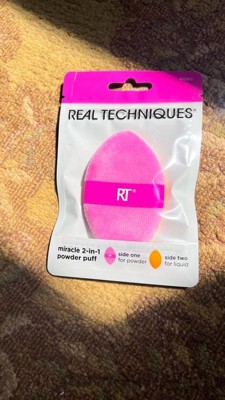 REAL TECHNIQUES®
RT®
miracle 2-in-1
powder puff
side one
for powder
side two
for liquid